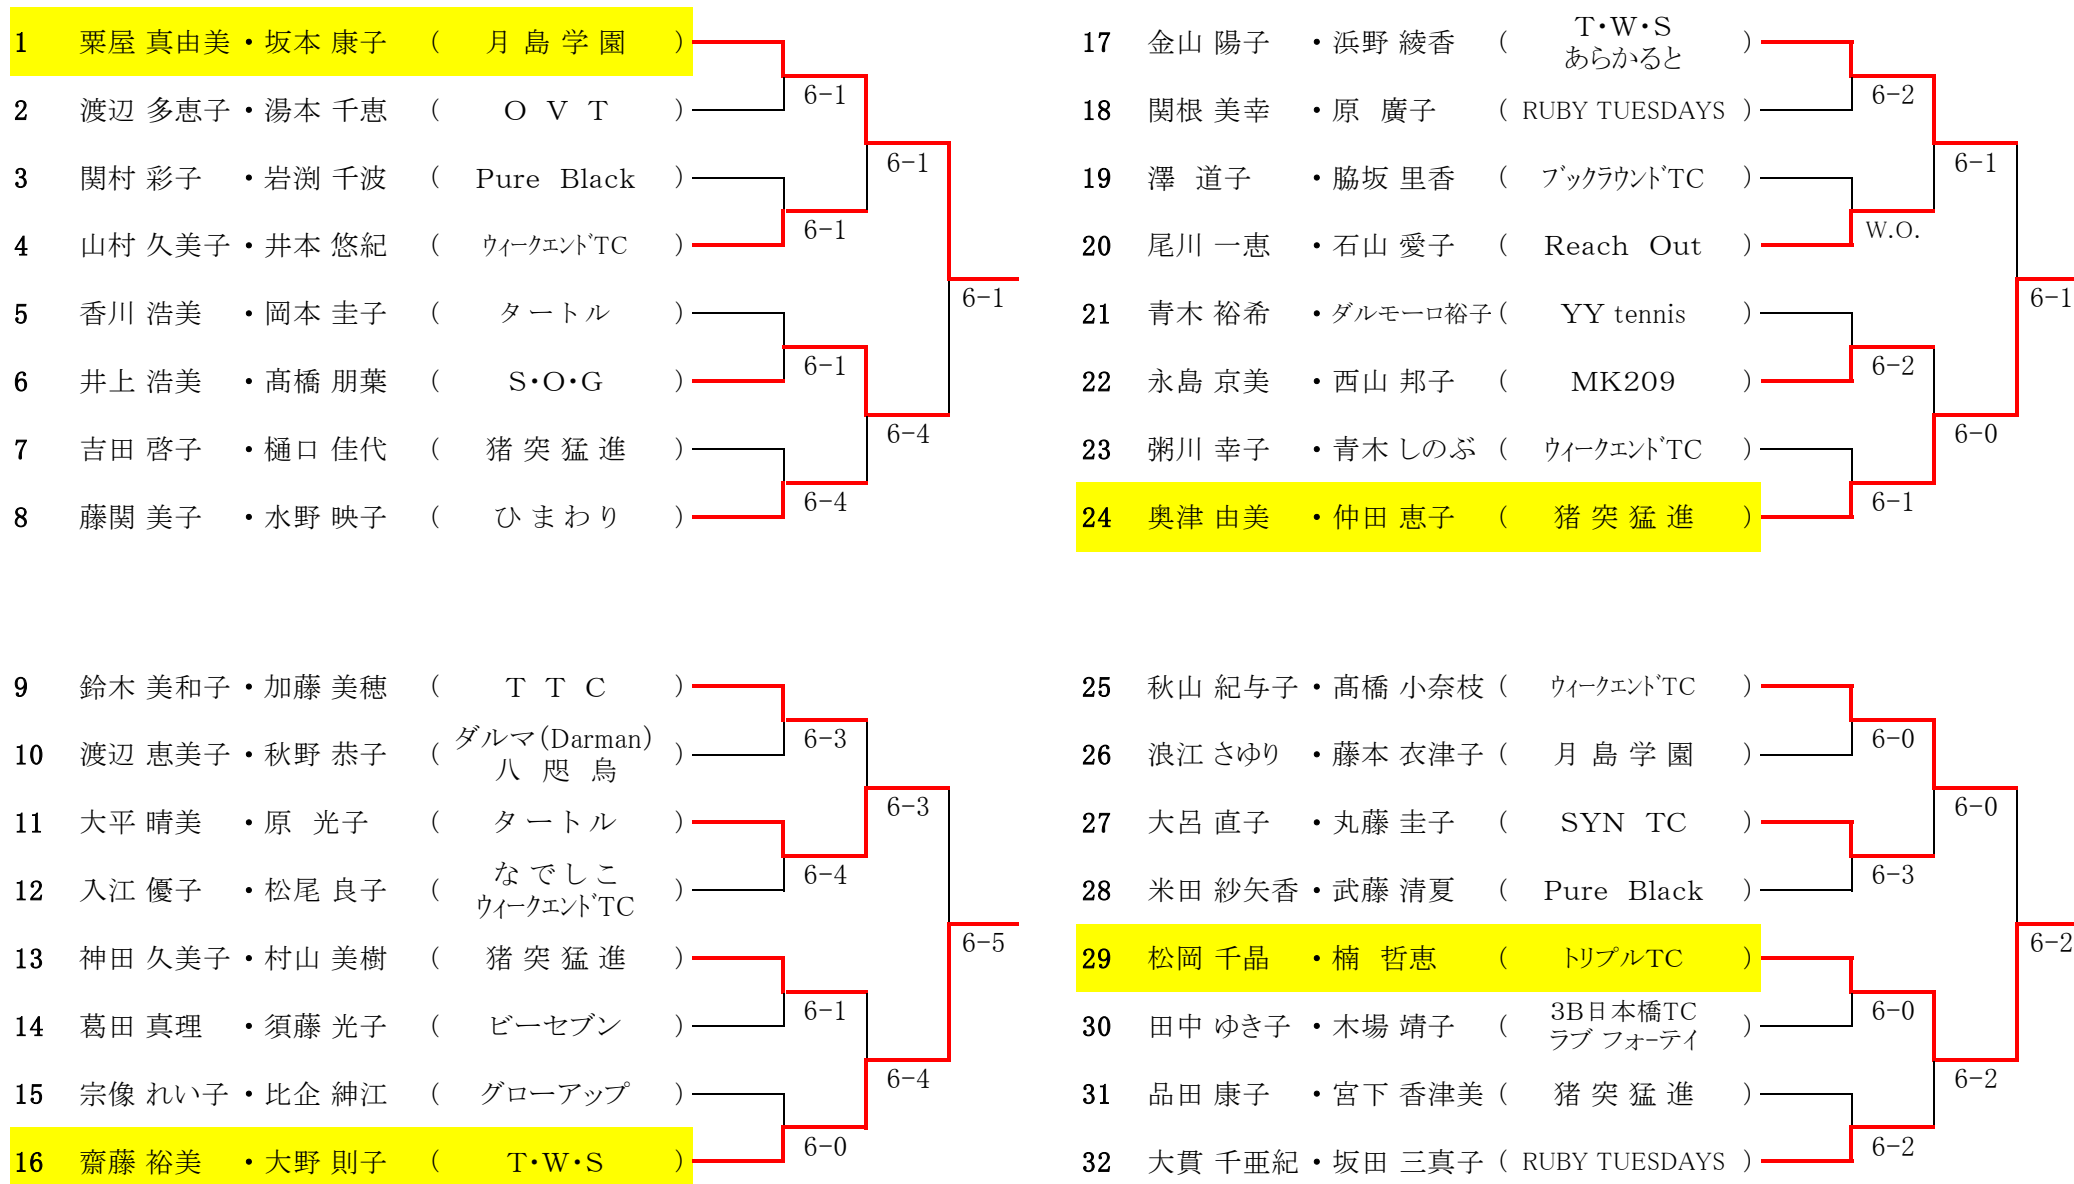 1 粟屋 真由美・坂本 康子 ( 月 島 学 園 )
2 渡辺 多恵子・湯本 千恵 ( O V T )
6-1
3 関村 彩子 ・岩渕 千波 ( Pure Black )
6-1
4 山村 久美子・井本 悠紀 ( ウィークエンドTC )
6-1
5 香川 浩美 ・岡本 圭子 ( タートル )
6-1
6 井上 浩美 ・髙橋 朋葉 ( S・O・G )
6-1
7 吉田 啓子 ・樋口 佳代 ( 猪 突 猛 進 )
6-4
8 藤関 美子 ・水野 映子 ( ひ ま わ り )
6-4
9 鈴木 美和子・加藤 美穂 ( T T C )
10 渡辺 恵美子・秋野 恭子 ( ダルマ(Darman)
八 咫 烏 )
6-3
11 大平 晴美 ・原 光子 ( タートル )
6-3
12 入江 優子 ・松尾 良子 ( な で し こ
ウィークエンドTC )
6-4
13 神田 久美子・村山 美樹 ( 猪 突 猛 進 )
6-5
14 葛田 真理 ・須藤 光子 ( ビーセブン )
6-1
15 宗像 れい子・比企 紳江 ( グローアップ )
6-4
16 齋藤 裕美 ・大野 則子 ( T・W・S )
6-0
17 金山 陽子 ・浜野 綾香 ( T・W・S
あらかると )
18 関根 美幸 ・原 廣子 ( RUBY TUESDAYS )
6-2
19 澤 道子 ・脇坂 里香 ( ブックラウンドTC )
6-1
20 尾川 一恵 ・石山 愛子 ( Reach Out )
W.O.
21 青木 裕希 ・ダルモーロ裕子 ( YY tennis )
6-1
22 永島 京美 ・西山 邦子 ( MK209 )
6-2
23 粥川 幸子 ・青木 しのぶ ( ウィークエンドTC )
6-0
24 奥津 由美 ・仲田 恵子 ( 猪 突 猛 進 )
6-1
25 秋山 紀与子・髙橋 小奈枝 ( ウィークエンドTC )
26 浪江 さゆり ・藤本 衣津子 ( 月 島 学 園 )
6-0
27 大呂 直子 ・丸藤 圭子 ( SYN TC )
6-0
28 米田 紗矢香・武藤 清夏 ( Pure Black )
6-3
29 松岡 千晶 ・楠 哲恵 ( トリプルTC )
6-2
30 田中 ゆき子 ・木場 靖子 ( 3B日本橋TC
ラブ フォーティ )
6-0
31 品田 康子 ・宮下 香津美 ( 猪 突 猛 進 )
6-2
32 大貫 千亜紀・坂田 三真子 ( RUBY TUESDAYS )
6-2